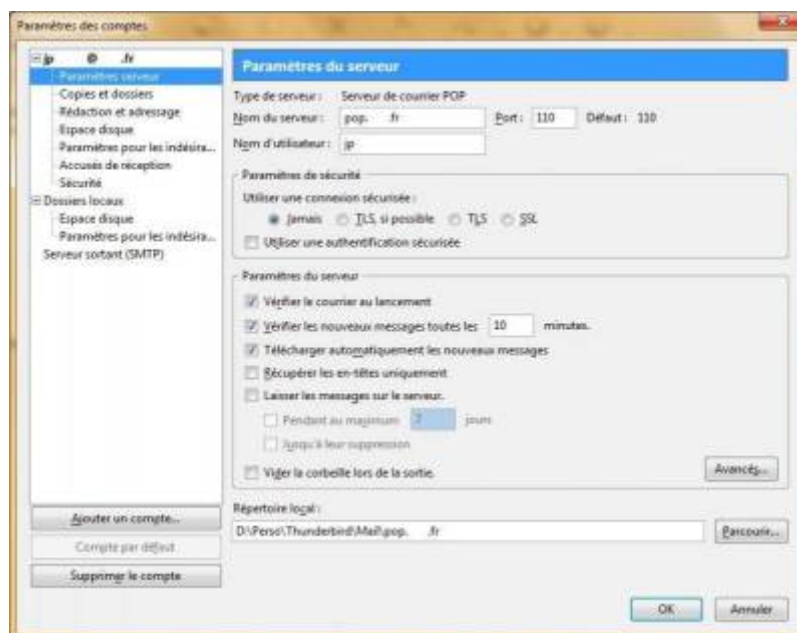 Paramètres des comptes
jp @ .fr
Paramètres serveur
Copies et dossiers
Rédaction et adressage
Espace disque
Paramètres pour les indésira...
Accusés de réception
Sécurité
Dossiers locaux
Espace disque
Paramètres pour les indésira...
Serveur sortant (SMTP)
Ajouter un compte...
Compte par défaut
Supprimer le compte
Paramètres du serveur
Type de serveur : Serveur de courrier POP
Nom du serveur : pop. .fr Port : 110 Défaut : 110
Nom d'utilisateur : jp
Paramètres de sécurité
Utiliser une connexion sécurisée :
Jamais TLS, si possible TLS SSL
Utiliser une authentification sécurisée
Paramètres du serveur
Vérifier le courrier au lancement
Vérifier les nouveaux messages toutes les 10 minutes.
Télécharger automatiquement les nouveaux messages
Récupérer les en-têtes uniquement
Laisser les messages sur le serveur.
Pendant au maximum 7 jours
Jusqu'à leur suppression
Vider la corbeille lors de la sortie.
Avancés...
Répertoire local :
D:\Perso\Thunderbird\Mail\pop. .fr
Parcourir...
OK
Annuler